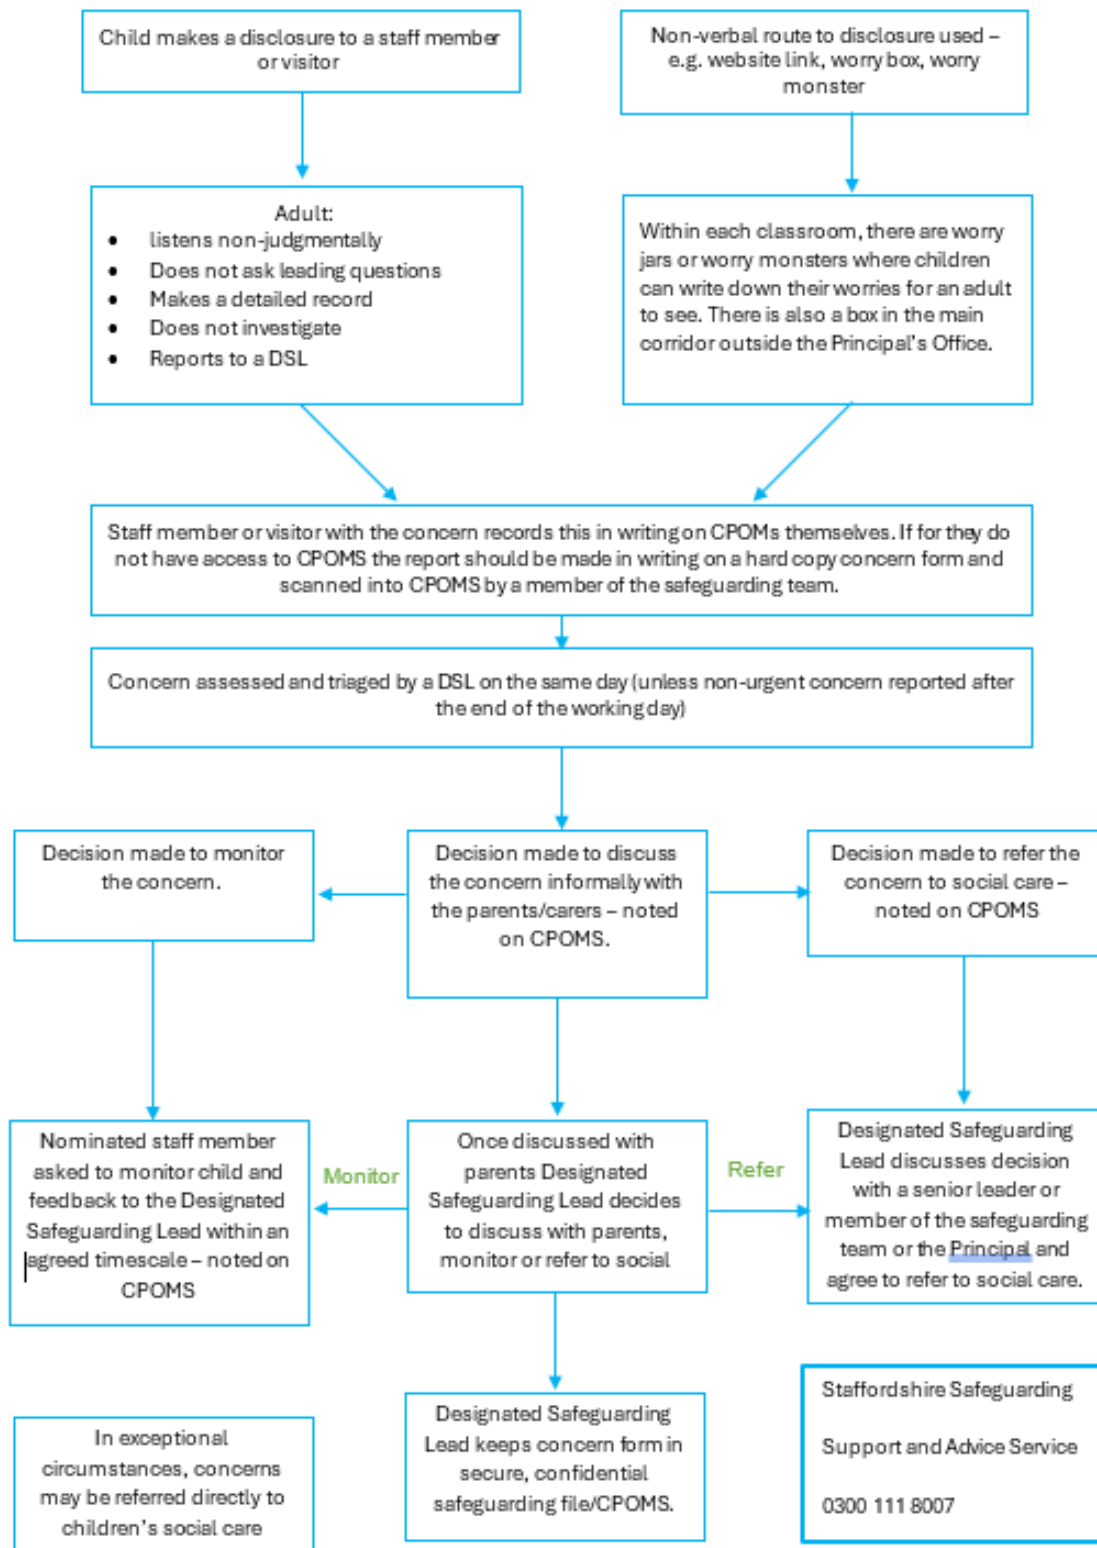 Child makes a disclosure to a staff member
or visitor
Non-verbal route to disclosure used –
e.g. website link, worry box, worry
monster
Adult:
• listens non-judgmentally
• Does not ask leading questions
• Makes a detailed record
• Does not investigate
• Reports to a DSL
Within each classroom, there are worry
jars or worry monsters where children
can write down their worries for an adult
to see. There is also a box in the main
corridor outside the Principal's Office.
Staff member or visitor with the concern records this in writing on CPOMs themselves. If for they do
not have access to CPOMS the report should be made in writing on a hard copy concern form and
scanned into CPOMS by a member of the safeguarding team.
Concern assessed and triaged by a DSL on the same day (unless non-urgent concern reported after
the end of the working day)
Decision made to monitor
the concern.
Decision made to discuss
the concern informally with
the parents/carers – noted
on CPOMS.
Decision made to refer the
concern to social care –
noted on CPOMS
Nominated staff member
asked to monitor child and
feedback to the Designated
Safeguarding Lead within an
agreed timescale – noted on
CPOMS
Monitor
Once discussed with
parents Designated
Safeguarding Lead decides
to discuss with parents,
monitor or refer to social
Refer
Designated Safeguarding
Lead discusses decision
with a senior leader or
member of the safeguarding
team or the Principal and
agree to refer to social care.
In exceptional
circumstances, concerns
may be referred directly to
children's social care
Designated Safeguarding
Lead keeps concern form in
secure, confidential
safeguarding file/CPOMS.
Staffordshire Safeguarding
Support and Advice Service
0300 111 8007